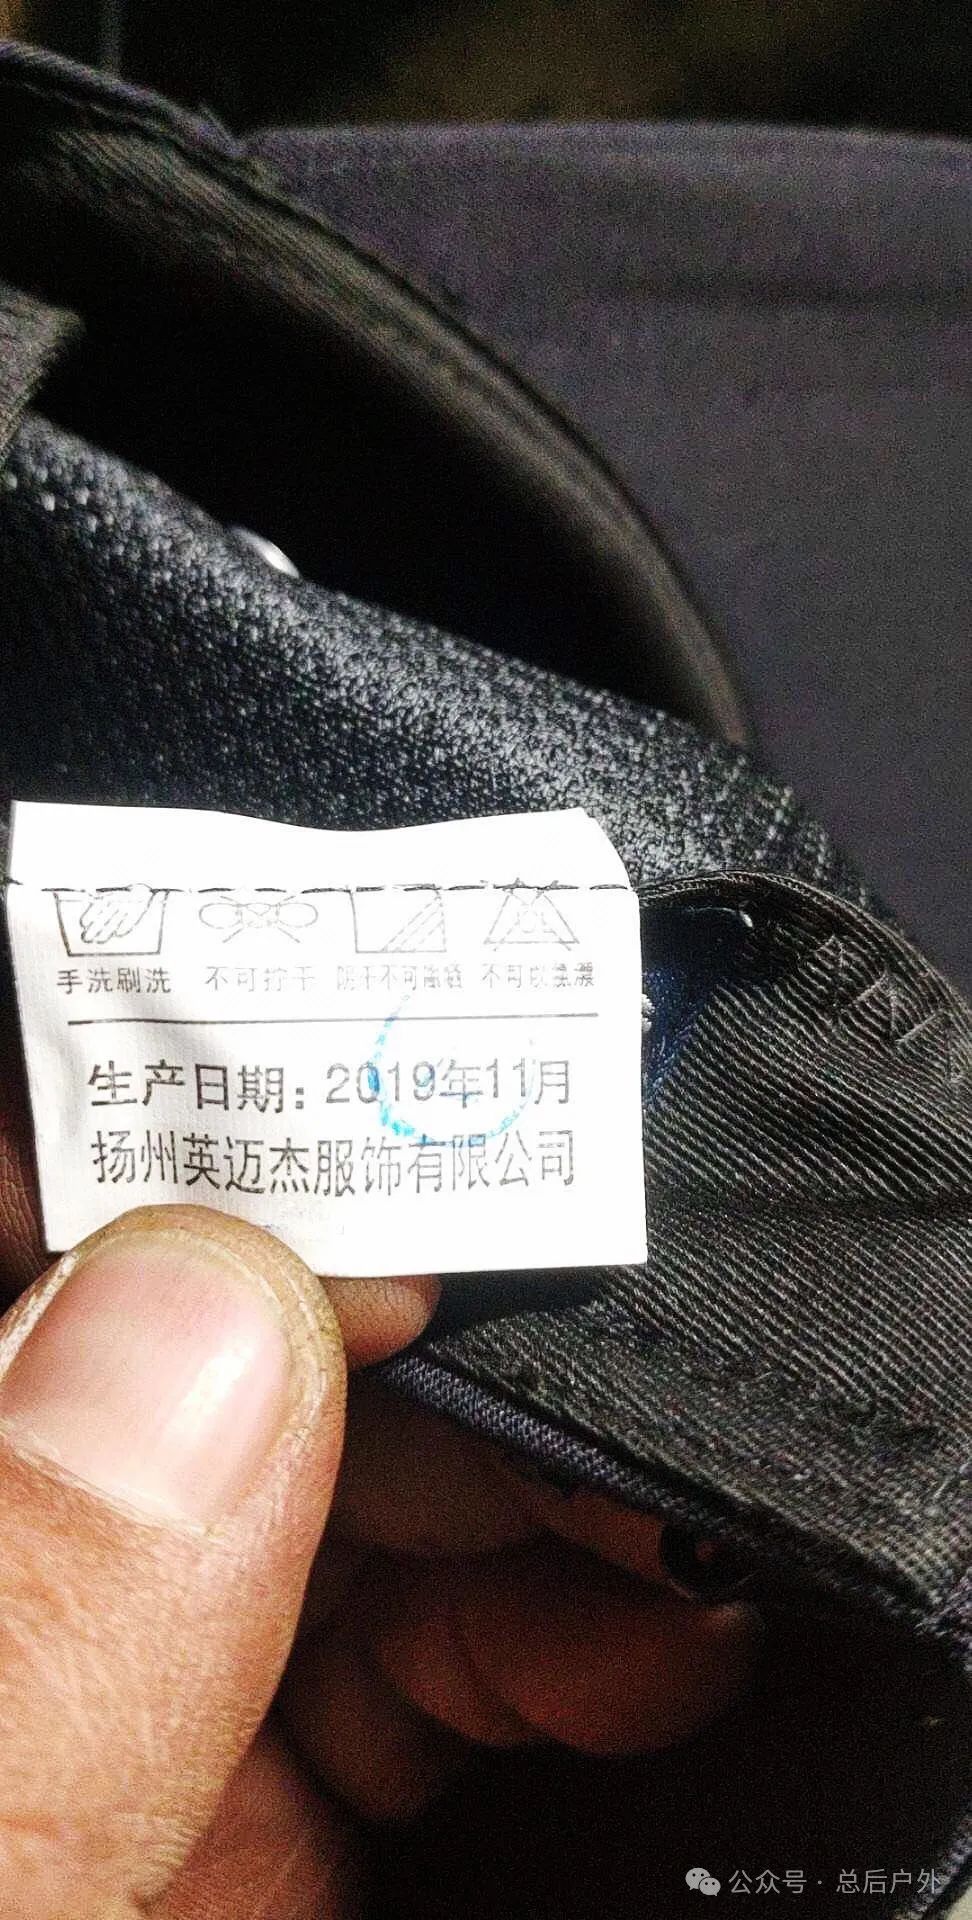 手洗刷洗 不可拧干 阴干不可暴晒 不可以氯漂
生产日期：2019年11月
扬州英迈杰服饰有限公司
公众号·总后户外